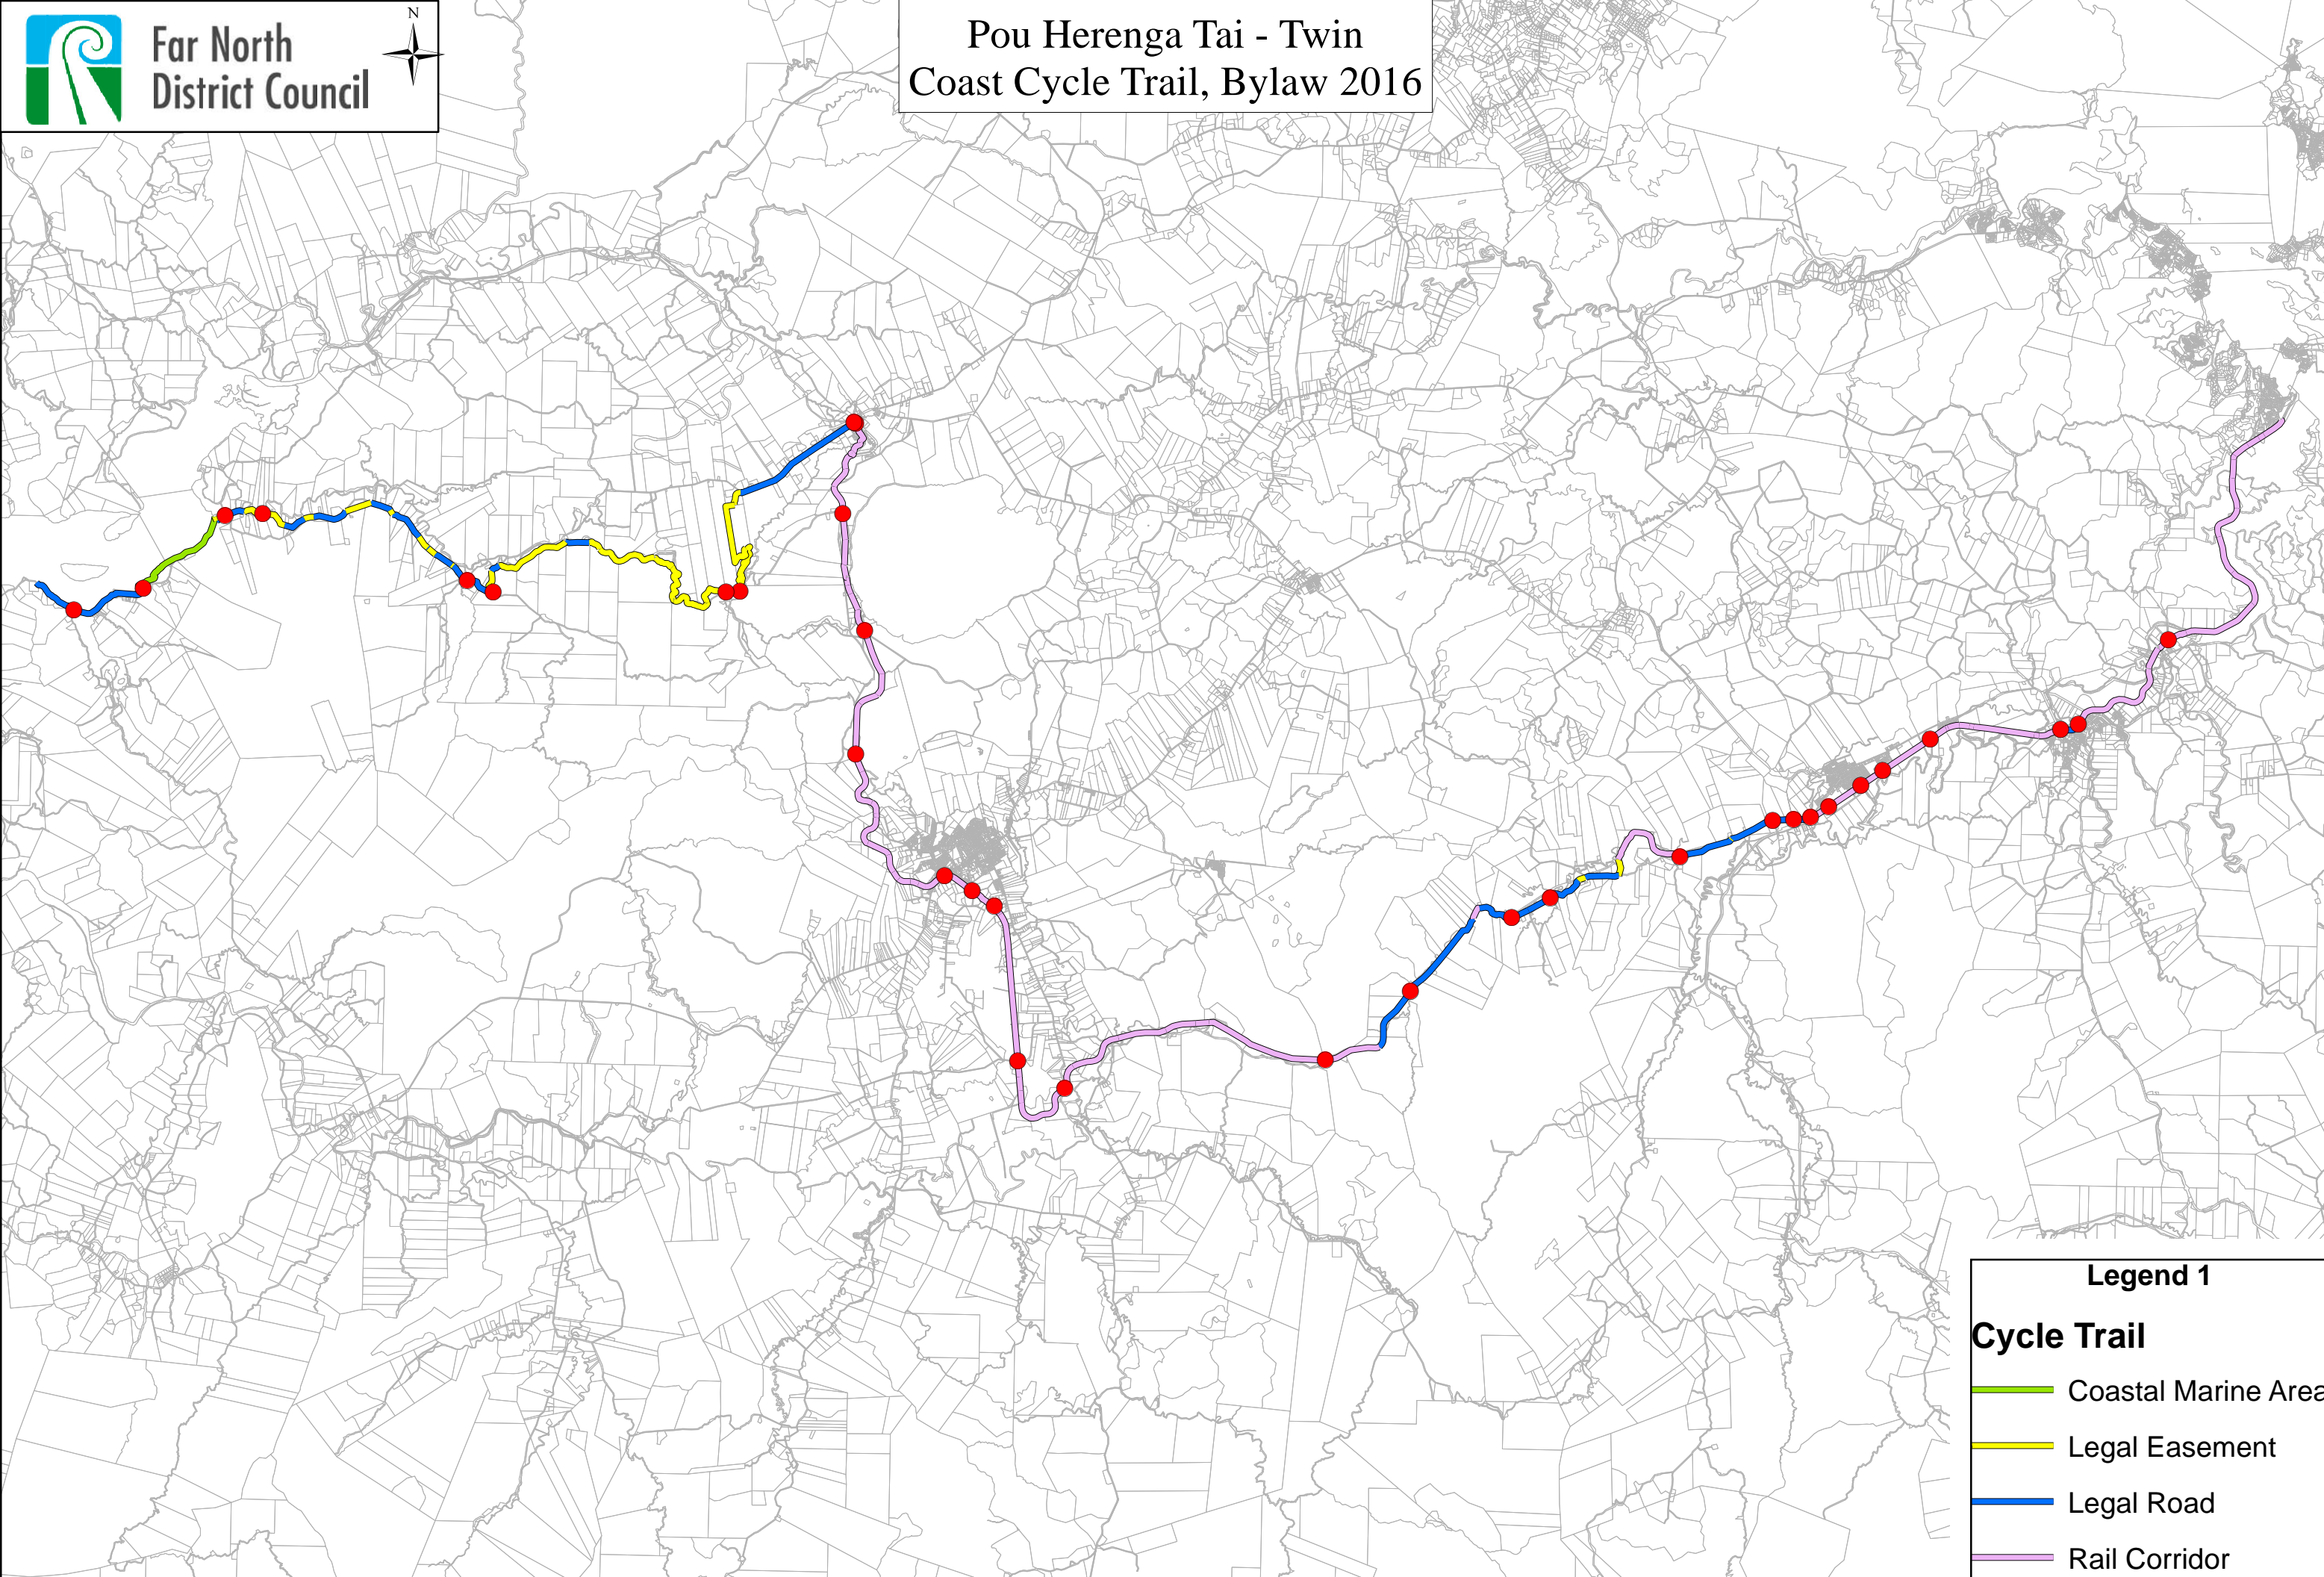 Far North
District Council
N
Pou Herenga Tai - Twin
Coast Cycle Trail, Bylaw 2016
Legend 1
Cycle Trail
Coastal Marine Area
Legal Easement
Legal Road
Rail Corridor